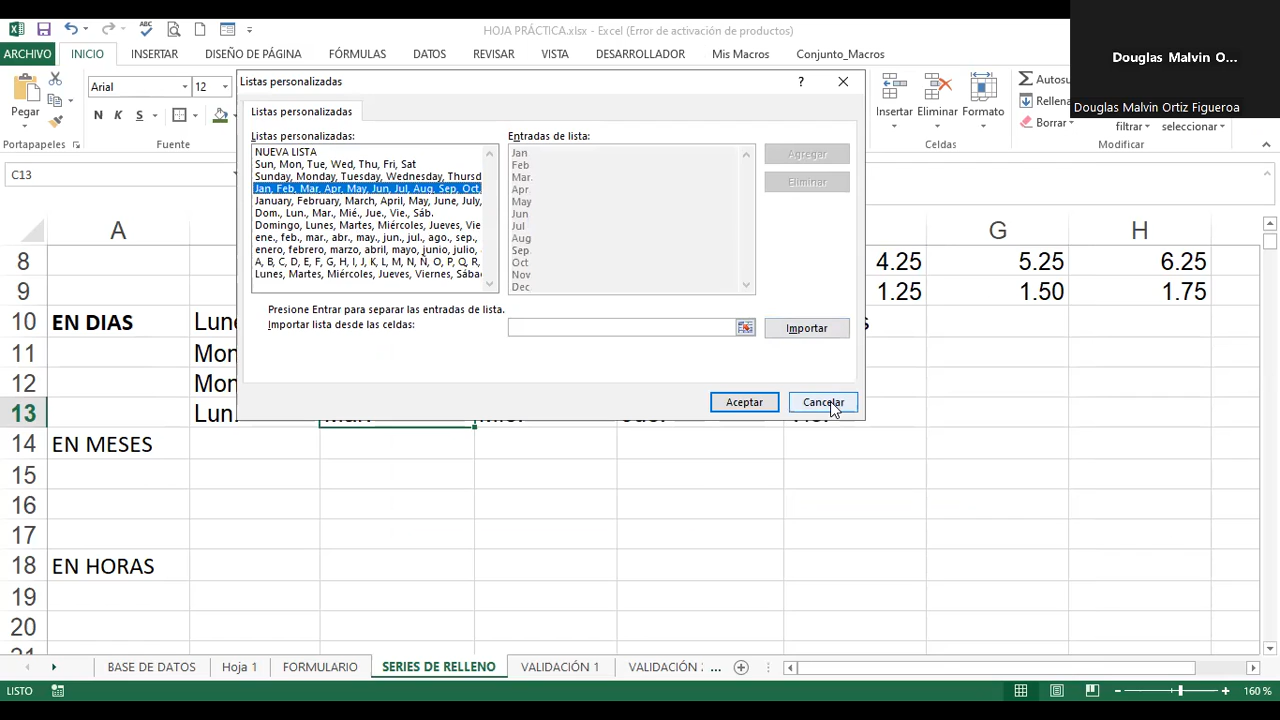 HOJA PRÁCTICA.xlsx - Excel (Error de activación de productos)
Douglas Malvin O...
Douglas Malvin Ortíz Figueroa
ARCHIVO INICIO INSERTAR DISEÑO DE PÁGINA FÓRMULAS DATOS REVISAR VISTA DESARROLLADOR Mis Macros Conjunto_Macros
Pegar
Arial 12
N K S
Portapapeles
Fuente
Insertar Eliminar Formato
Celdas
Autosu
Rellena
Borrar
filtrar
seleccionar
Modificar
C13
Listas personalizadas
?
Listas personalizadas
Listas personalizadas:
NUEVA LISTA
Sun, Mon, Tue, Wed, Thu, Fri, Sat
Sunday, Monday, Tuesday, Wednesday, Thursd
Jan, Feb, Mar, Apr, May, Jun, Jul, Aug, Sep, Oct,
January, February, March, April, May, June, July,
Dom., Lun., Mar., Mié., Jue., Vie., Sáb.
Domingo, Lunes, Martes, Miércoles, Jueves, Vie
ene., feb., mar., abr., may., jun., jul., ago., sep.,
enero, febrero, marzo, abril, mayo, junio, julio,
A, B, C, D, E, F, G, H, I, J, K, L, M, N, Ñ, O, P, Q, R,
Lunes, Martes, Miércoles, Jueves, Viernes, Sába
Entradas de lista:
Jan
Feb
Mar
Apr
May
Jun
Jul
Aug
Sep
Oct
Nov
Dec
Agregar
Eliminar
Presione Entrar para separar las entradas de lista.
Importar lista desde las celdas:
Importar
Aceptar Cancelar
A G H
8 4.25 5.25 6.25
9 1.25 1.50 1.75
10 EN DIAS Lune s
11 Mon
12 Mon
13 Lun.
14 EN MESES
15
16
17
18 EN HORAS
19
20
BASE DE DATOS Hoja 1 FORMULARIO SERIES DE RELLENO VALIDACIÓN 1 VALIDACIÓN 2 ...
LISTO
160 %